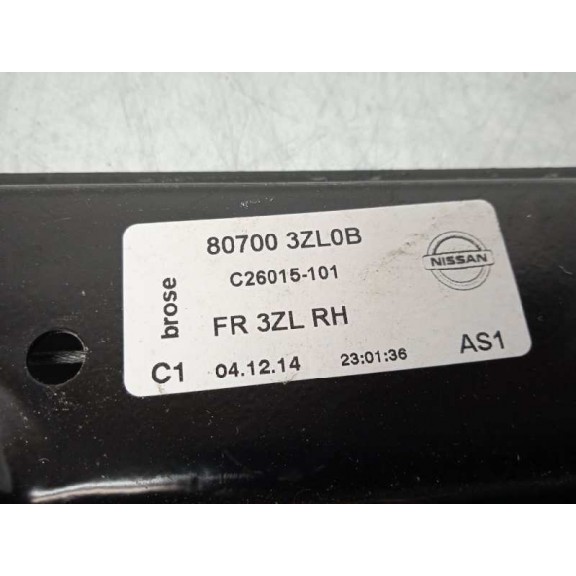 80700 3ZL0B
C26015-101
NISSAN
brose
FR 3ZL RH
C1 04.12.14 23:01:36 AS1